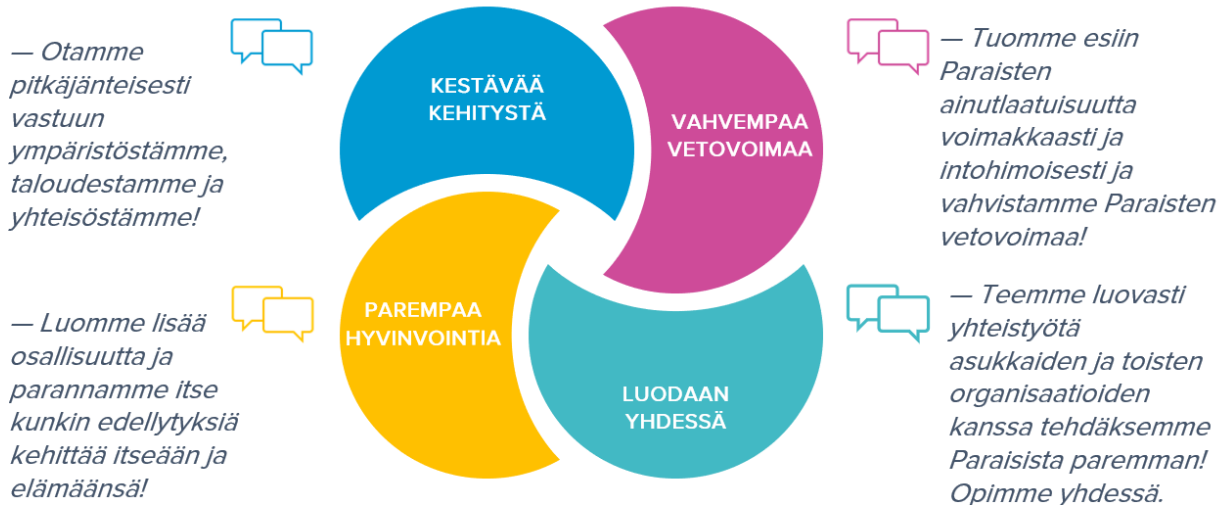 — Otamme
pitkäjänteisesti
vastuun
ympäristöstämme,
taloudestamme ja
yhteisöstämme!
KESTÄVÄÄ
KEHITYSTÄ
VAHVEMPAA
VETOVOIMAA
— Tuomme esiin
Paraisten
ainutlaatuisuutta
voimakkaasti ja
intohimoisesti ja
vahvistamme Paraisten
vetovoimaa!
— Luomme lisää
osallisuutta ja
parannamme itse
kunkin edellytyksiä
kehittää itseään ja
elämäänsä!
PAREMPAA
HYVINVOINTIA
LUODAAN
YHDESSÄ
— Teemme luovasti
yhteistyötä
asukkaiden ja toisten
organisaatioiden
kanssa tehdäksemme
Paraisista paremman!
Opimme yhdessä.